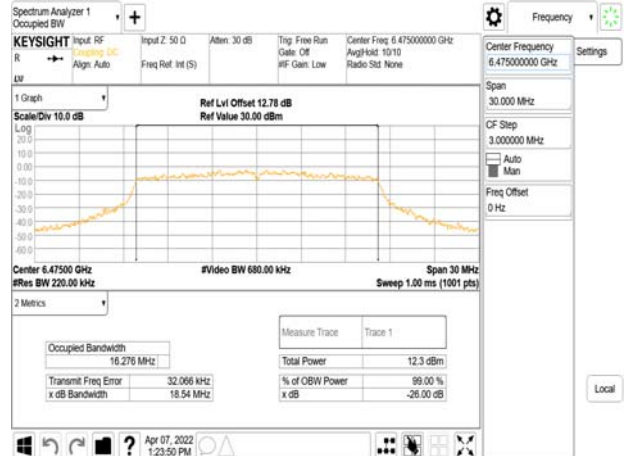 Spectrum Analyzer 1
Occupied BW
+
Frequency
KEYSIGHT Input: RF Input Z: 50 Ω Atten: 30 dB Trig: Free Run Center Freq: 6.475000000 GHz
R Coupling: DC Gate: Off Avg|Hold: 10/10
Align: Auto Freq Ref: Int (S) #IF Gain: Low Radio Std: None
LXI
Center Frequency
6.475000000 GHz
Settings
Span
30.000 MHz
CF Step
3.000000 MHz
Auto
Man
Freq Offset
0 Hz
Local
1 Graph
Ref Lvl Offset 12.78 dB
Scale/Div 10.0 dB Ref Value 30.00 dBm
Log
20.0
10.0
0.00
-10.0
-20.0
-30.0
-40.0
-50.0
-60.0
Center 6.47500 GHz #Video BW 680.00 kHz Span 30 MHz
#Res BW 220.00 kHz Sweep 1.00 ms (1001 pts)
2 Metrics
Measure Trace Trace 1
Occupied Bandwidth
16.276 MHz Total Power 12.3 dBm
Transmit Freq Error 32.066 kHz % of OBW Power 99.00 %
x dB Bandwidth 18.54 MHz x dB -26.00 dB
? Apr 07, 2022
1:23:50 PM